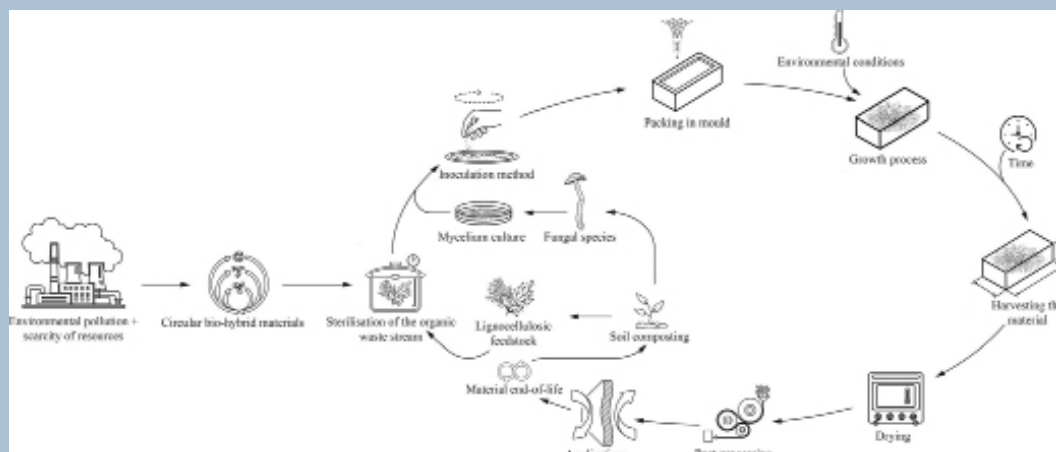 Environmental conditions
Packing in mould
Growth process
Time
Inoculation method
Mycelium culture
Fungal species
Environmental pollution +
scarcity of resources
Circular bio-hybrid materials
Sterilisation of the organic
waste stream
Lignocellulosic
feedstock
Soil composting
Harvesting th
material
Material end-of-life
Drying